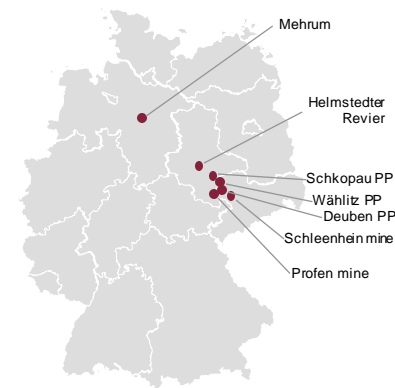 Mehrum
Helmstedter
Revier
Schkopau PP
Wählitz PP
Deuben PP
Schleenhein mine
Profen mine